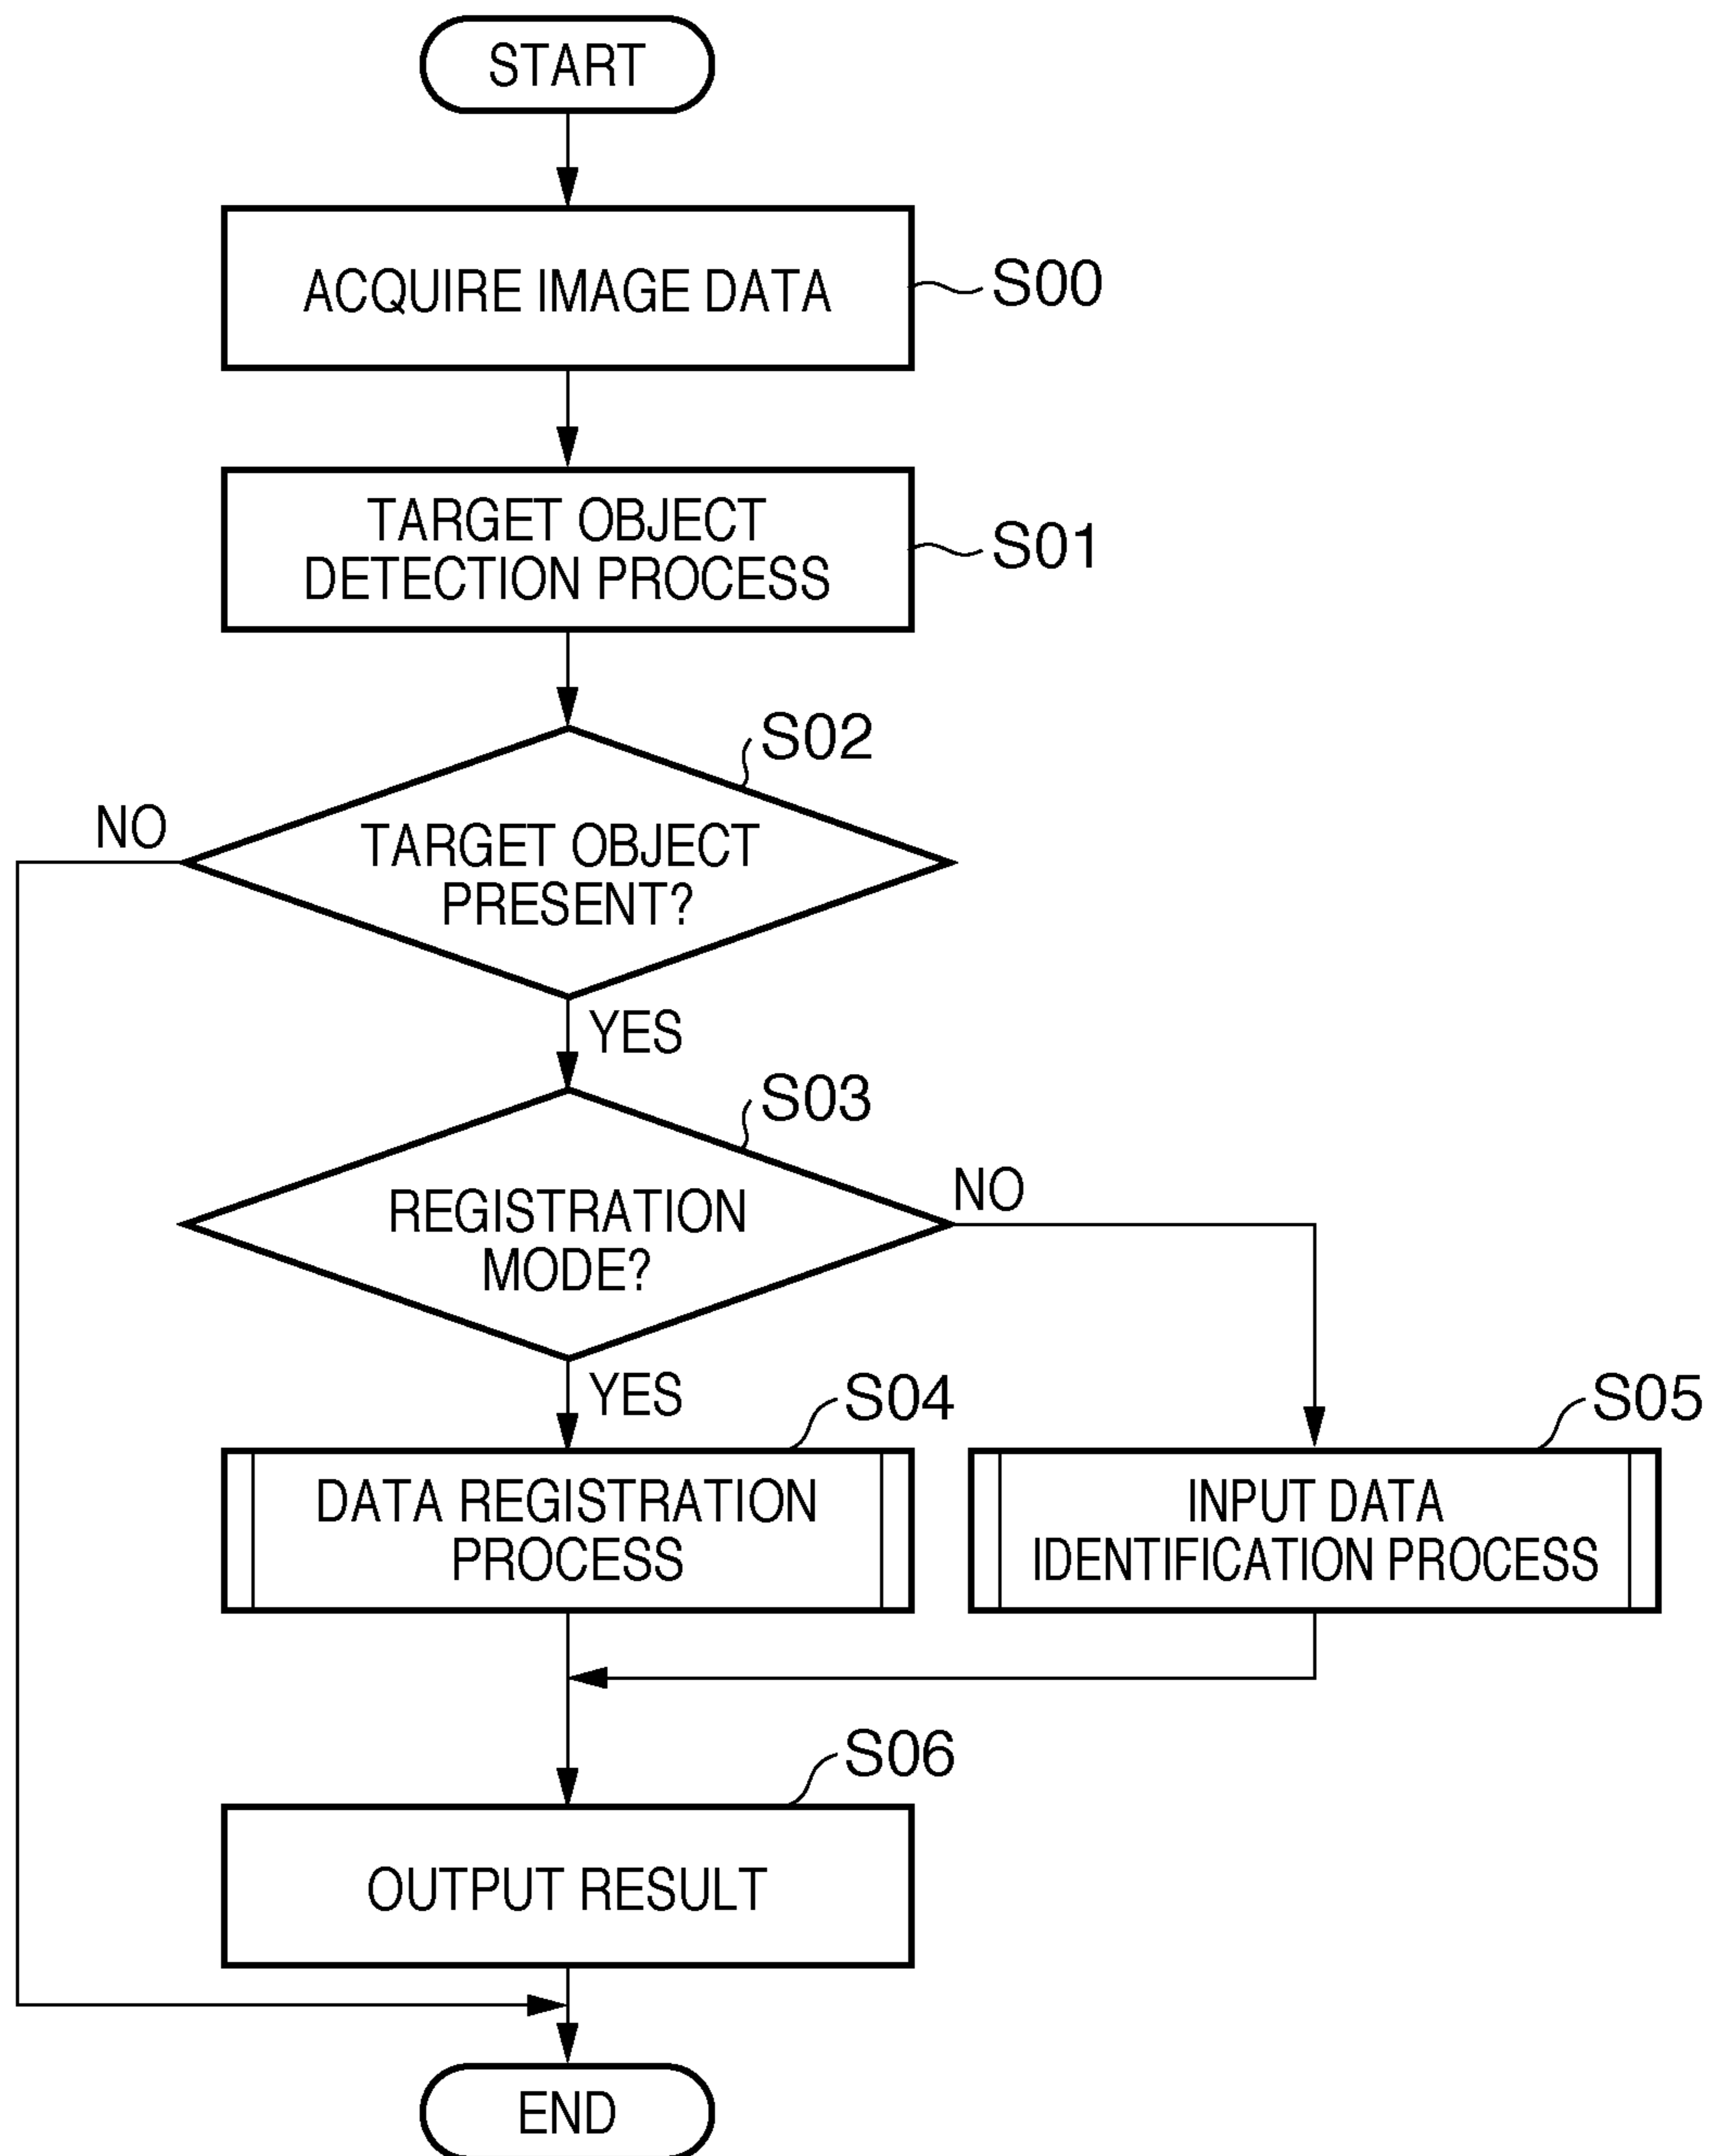 START
ACQUIRE IMAGE DATA
S00
TARGET OBJECT
DETECTION PROCESS
S01
S02
NO
TARGET OBJECT
PRESENT?
YES
S03
REGISTRATION
MODE?
NO
YES
S04
DATA REGISTRATION
PROCESS
S05
INPUT DATA
IDENTIFICATION PROCESS
S06
OUTPUT RESULT
END